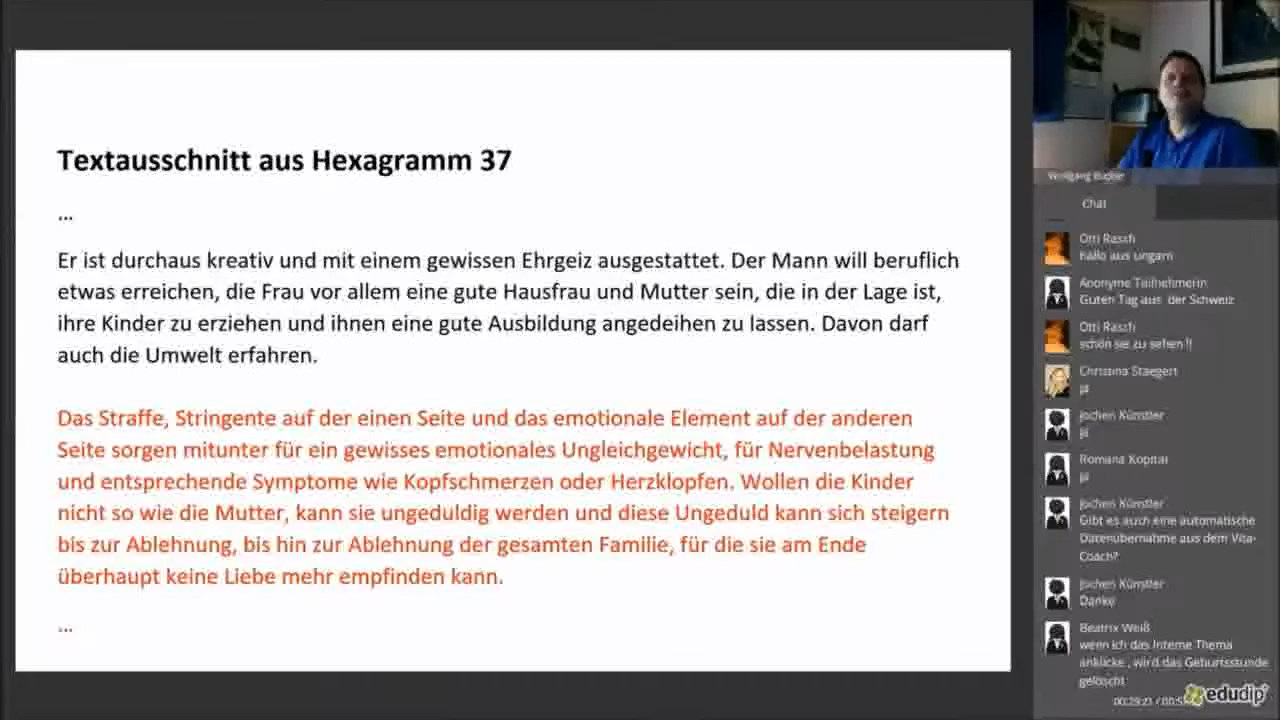 Textausschnitt aus Hexagramm 37
...
Er ist durchaus kreativ und mit einem gewissen Ehrgeiz ausgestattet. Der Mann will beruflich
etwas erreichen, die Frau vor allem eine gute Hausfrau und Mutter sein, die in der Lage ist,
ihre Kinder zu erziehen und ihnen eine gute Ausbildung angedeihen zu lassen. Davon darf
auch die Umwelt erfahren.
Das Straffe, Stringente auf der einen Seite und das emotionale Element auf der anderen
Seite sorgen mitunter für ein gewisses emotionales Ungleichgewicht, für Nervenbelastung
und entsprechende Symptome wie Kopfschmerzen oder Herzklopfen. Wollen die Kinder
nicht so wie die Mutter, kann sie ungeduldig werden und diese Ungeduld kann sich steigern
bis zur Ablehnung, bis hin zur Ablehnung der gesamten Familie, für die sie am Ende
überhaupt keine Liebe mehr empfinden kann.
...
Wolfgang
Chat
Otti Rasch
hallo aus ungarn
Anonyme Teilnehmerin
Guten Tag aus der Schweiz
Otti Rasch
schön sie zu sehen !!
Christina Staegert
ja
Jochen Künstler
ja
Romana Kopitar
ja
Jochen Künstler
Gibt es auch eine automatische
Datenübernahme aus dem Vita-
Coach?
Jochen Künstler
Danke
Beatrix Weiß
wenn ich das Interne Thema
anklicke , wird das Geburtsstunde
gelöscht
edudip